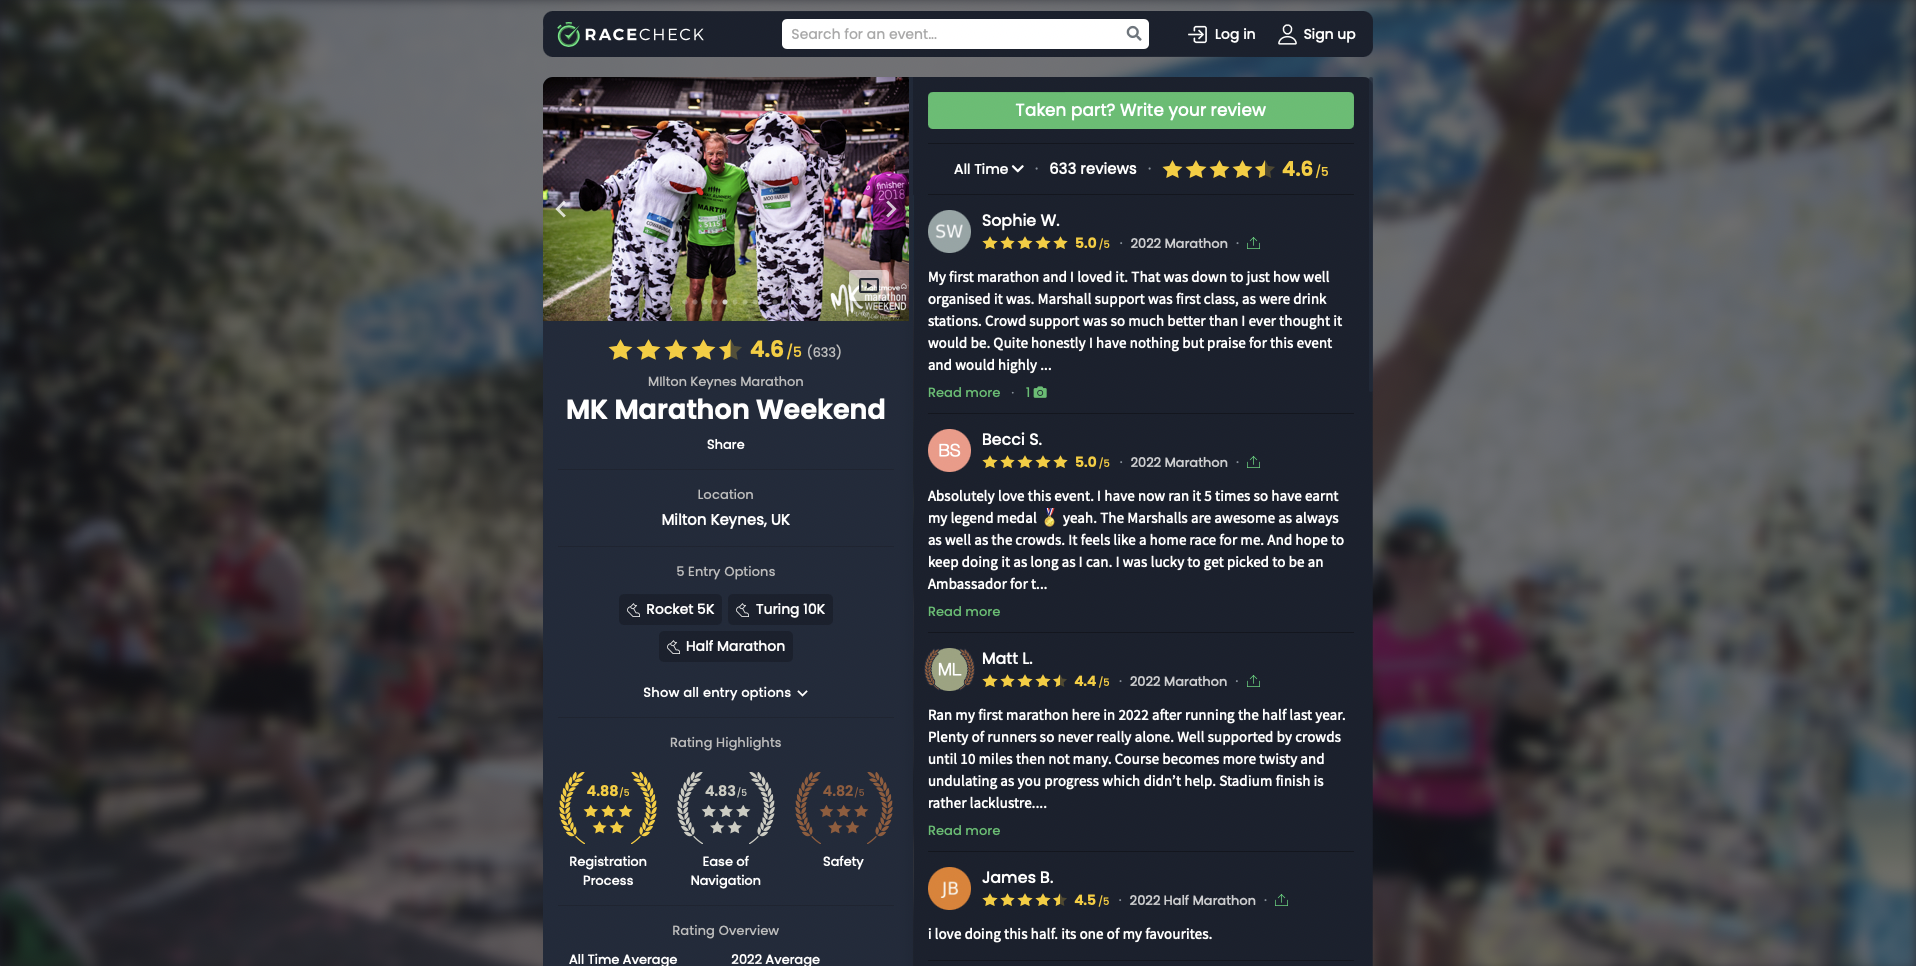 RACECHECK
Search for an event...
Log in
Sign up
finisher
2018
MARTIN
marathon
WEEKEND
4.6/5 (633)
MIlton Keynes Marathon
MK Marathon Weekend
Share
Location
Milton Keynes, UK
5 Entry Options
Rocket 5K
Turing 10K
Half Marathon
Show all entry options
Rating Highlights
4.88/5
Registration
Process
4.83/5
Ease of
Navigation
4.82/5
Safety
Rating Overview
All Time Average
2022 Average
Taken part? Write your review
All Time · 633 reviews · 4.6/5
SW
Sophie W.
5.0/5 · 2022 Marathon ·
My first marathon and I loved it. That was down to just how well
organised it was. Marshall support was first class, as were drink
stations. Crowd support was so much better than I ever thought it
would be. Quite honestly I have nothing but praise for this event
and would highly ...
Read more · 1
BS
Becci S.
5.0/5 · 2022 Marathon ·
Absolutely love this event. I have now ran it 5 times so have earnt
my legend medal 🏅 yeah. The Marshalls are awesome as always
as well as the crowds. It feels like a home race for me. And hope to
keep doing it as long as I can. I was lucky to get picked to be an
Ambassador for t...
Read more
ML
Matt L.
4.4/5 · 2022 Marathon ·
Ran my first marathon here in 2022 after running the half last year.
Plenty of runners so never really alone. Well supported by crowds
until 10 miles then not many. Course becomes more twisty and
undulating as you progress which didn't help. Stadium finish is
rather lacklustre....
Read more
JB
James B.
4.5/5 · 2022 Half Marathon ·
i love doing this half. its one of my favourites.